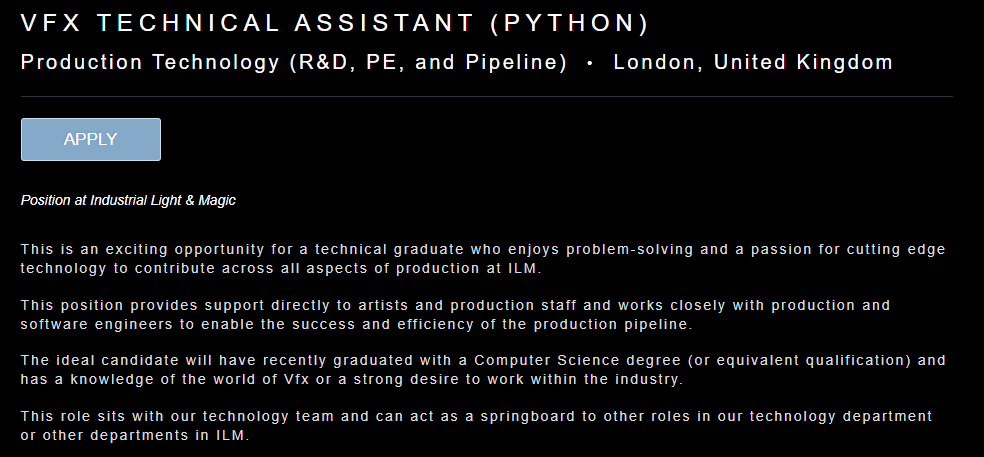 VFX TECHNICAL ASSISTANT (PYTHON)
Production Technology (R&D, PE, and Pipeline) • London, United Kingdom
APPLY
Position at Industrial Light & Magic
This is an exciting opportunity for a technical graduate who enjoys problem-solving and a passion for cutting edge
technology to contribute across all aspects of production at ILM.
This position provides support directly to artists and production staff and works closely with production and
software engineers to enable the success and efficiency of the production pipeline.
The ideal candidate will have recently graduated with a Computer Science degree (or equivalent qualification) and
has a knowledge of the world of Vfx or a strong desire to work within the industry.
This role sits with our technology team and can act as a springboard to other roles in our technology department
or other departments in ILM.